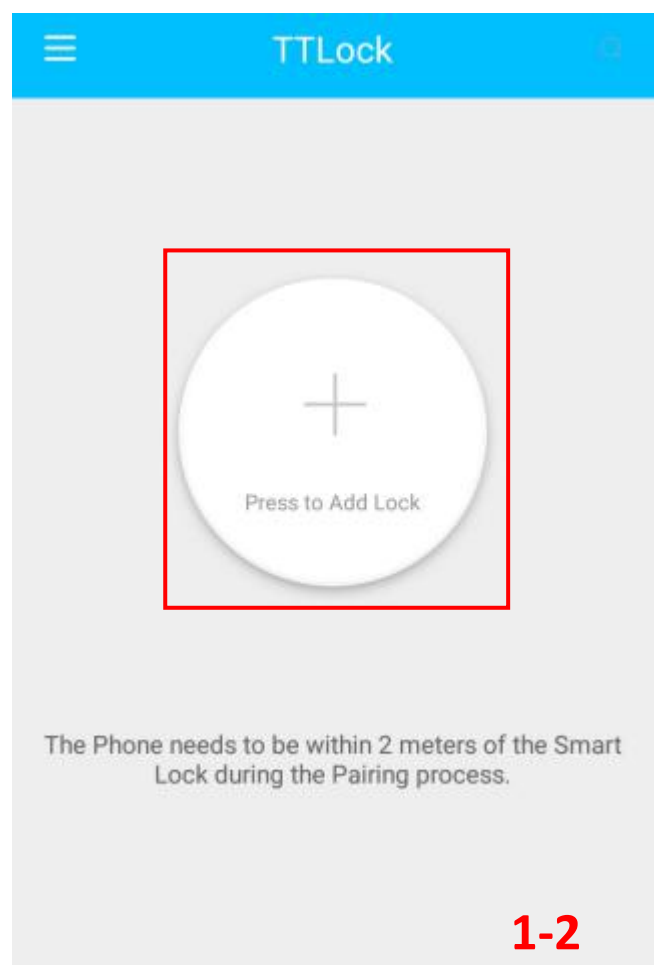 TTLock
Press to Add Lock
The Phone needs to be within 2 meters of the Smart
Lock during the Pairing process.
1-2